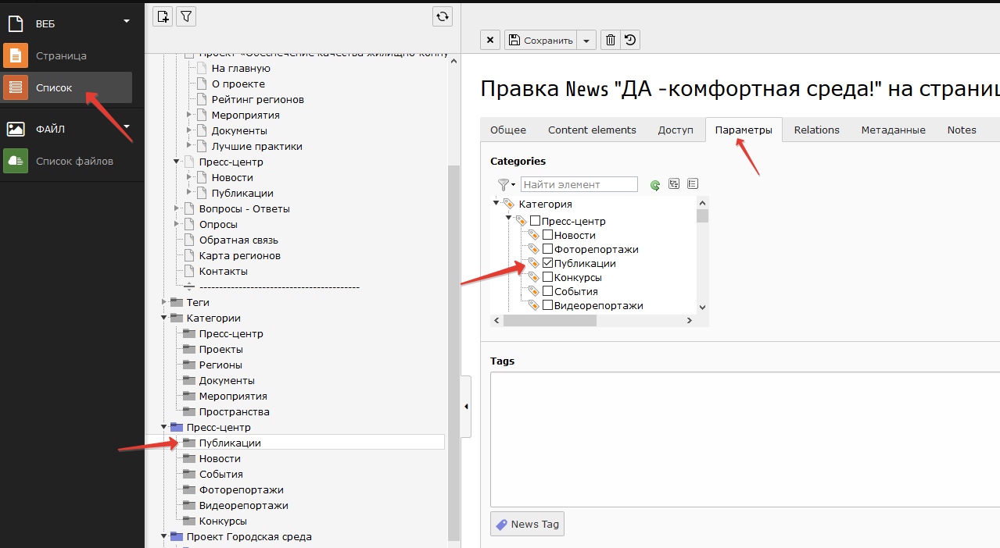 ВЕБ
Страница
Список
ФАЙЛ
Список файлов
На главную
О проекте
Рейтинг регионов
Мероприятия
Документы
Лучшие практики
Пресс-центр
Новости
Публикации
Вопросы - Ответы
Опросы
Обратная связь
Карта регионов
Контакты
-----------------------------------------
Теги
Категории
Пресс-центр
Проекты
Регионы
Документы
Мероприятия
Пространства
Пресс-центр
Публикации
Новости
События
Фоторепортажи
Видеорепортажи
Конкурсы
Проект Городская среда
Сохранить
Правка News "ДА -комфортная среда!" на страни
Общее Content elements Доступ Параметры Relations Метаданные Notes
Categories
Найти элемент
Категория
Пресс-центр
Новости
Фоторепортажи
Публикации
Конкурсы
События
Видеорепортажи
Tags
News Tag